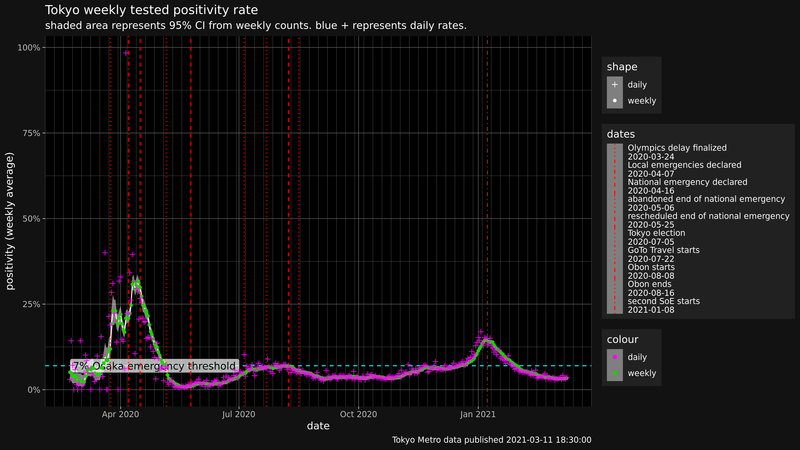 Tokyo weekly tested positivity rate
shaded area represents 95% CI from weekly counts. blue + represents daily rates.
positivity (weekly average)
100%
75%
50%
25%
0%
7% Osaka emergency threshold
Apr 2020
Jul 2020
Oct 2020
Jan 2021
date
Tokyo Metro data published 2021-03-11 18:30:00
shape
daily
weekly
dates
Olympics delay finalized
2020-03-24
Local emergencies declared
2020-04-07
National emergency declared
2020-04-16
abandoned end of national emergency
2020-05-06
rescheduled end of national emergency
2020-05-25
Tokyo election
2020-07-05
GoTo Travel starts
2020-07-22
Obon starts
2020-08-08
Obon ends
2020-08-16
second SoE starts
2021-01-08
colour
daily
weekly